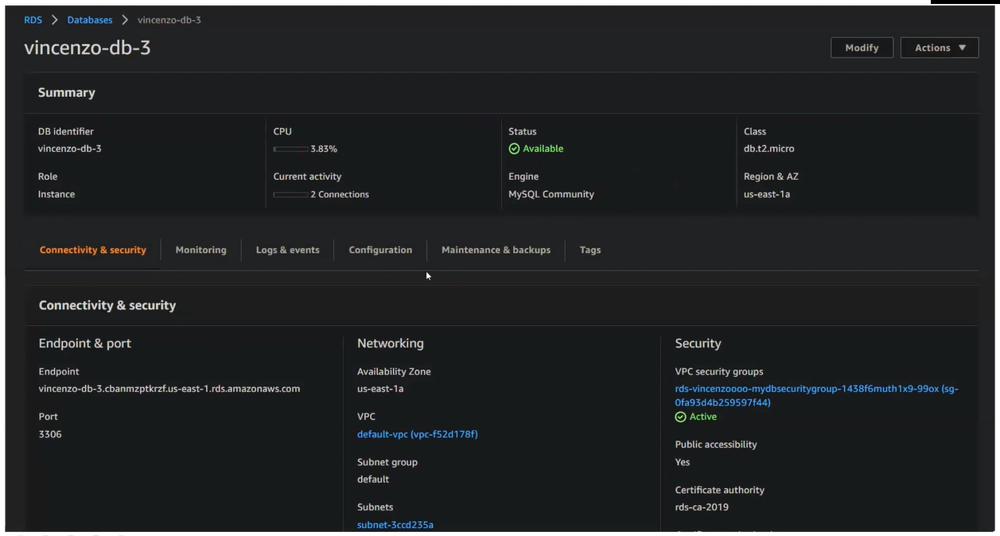 RDS > Databases > vincenzo-db-3
vincenzo-db-3
Modify
Actions
Summary
DB identifier
vincenzo-db-3
CPU
3.83%
Status
Available
Class
db.t2.micro
Role
Instance
Current activity
2 Connections
Engine
MySQL Community
Region & AZ
us-east-1a
Connectivity & security
Monitoring
Logs & events
Configuration
Maintenance & backups
Tags
Connectivity & security
Endpoint & port
Endpoint
vincenzo-db-3.cbanmzptkrzf.us-east-1.rds.amazonaws.com
Port
3306
Networking
Availability Zone
us-east-1a
VPC
default-vpc (vpc-f52d178f)
Subnet group
default
Subnets
subnet-3ccd235a
Security
VPC security groups
rds-vincenzoooo-mydbsecuritygroup-1438f6muth1x9-99ox (sg-
0fa93d4b259597f44)
Active
Public accessibility
Yes
Certificate authority
rds-ca-2019